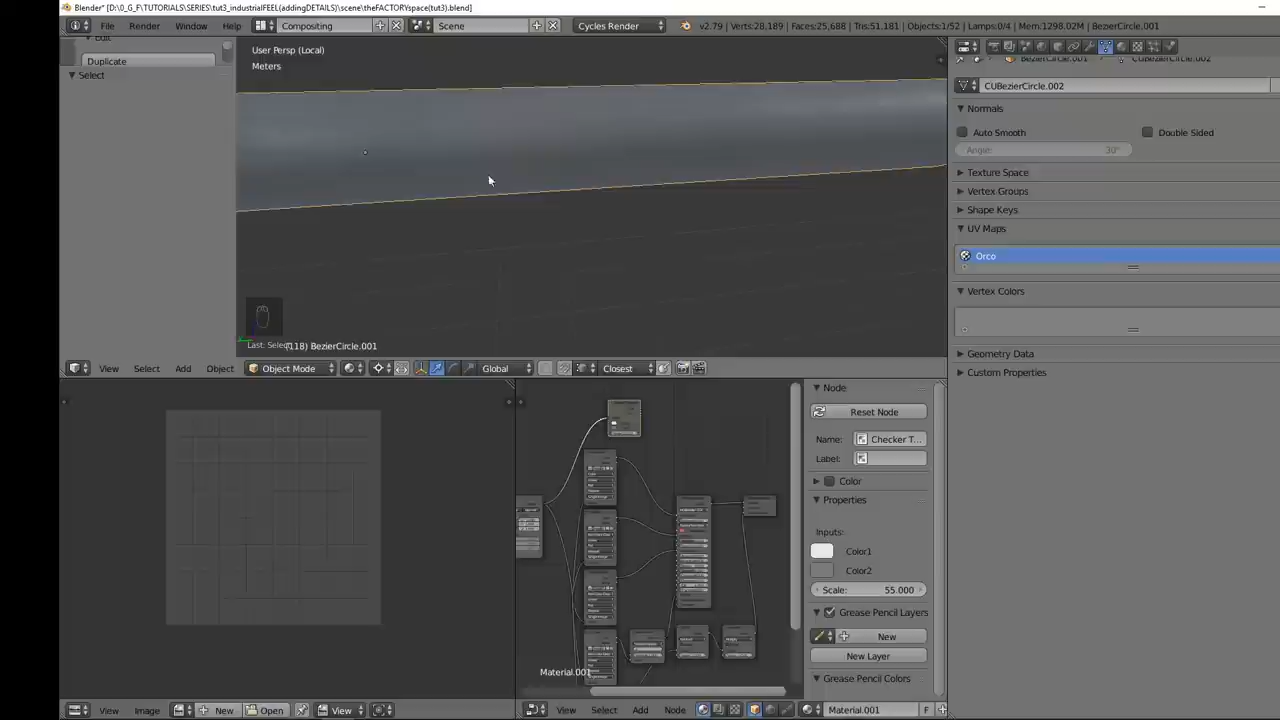 Blender* [D:\0_G_F\TUTORIALS\SERIES\tut3_industrialFEEL(addingDETAILS)\scene\theFACTORYspace(tut3).blend]
File Render Window Help Compositing Scene Cycles Render v2.79 | Verts:28,189 | Faces:25,688 | Tris:51,181 | Objects:1/52 | Lamps:0/4 | Mem:1298.02M | BezierCircle.001
Edit
Duplicate
Select
User Persp (Local)
Meters
Last: Select
(118) BezierCircle.001
View Select Add Object Object Mode Global Closest
BezierCircle.001 CUBezierCircle.002
CUBezierCircle.002
Normals
Auto Smooth Double Sided
Angle: 30°
Texture Space
Vertex Groups
Shape Keys
UV Maps
Orco
Vertex Colors
Geometry Data
Custom Properties
Material.001
Node
Reset Node
Name: Checker T...
Label:
Color
Properties
Inputs:
Color1
Color2
Scale: 55.000
Grease Pencil Layers
New
New Layer
Grease Pencil Colors
View Image New Open View
View Select Add Node Material.001 F